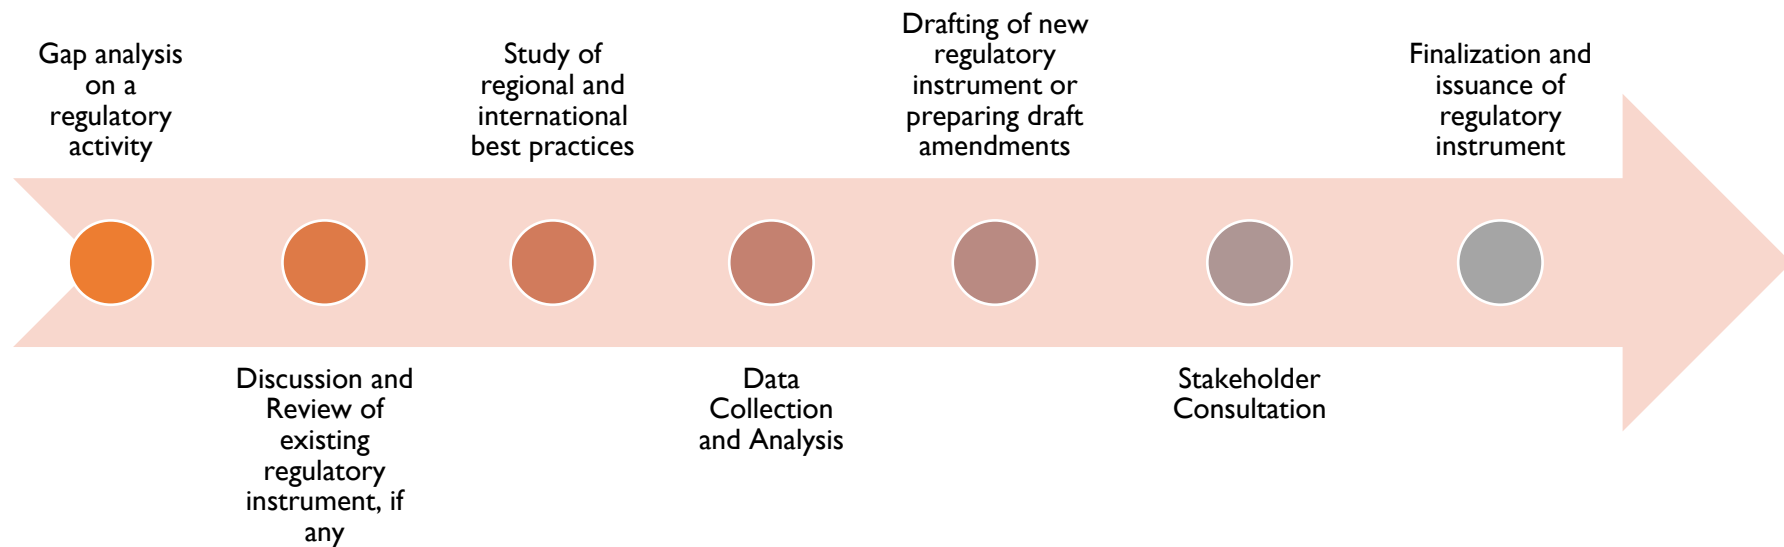 Gap analysis
on a
regulatory
activity
Discussion and
Review of
existing
regulatory
instrument, if
any
Study of
regional and
international
best practices
Data
Collection
and Analysis
Drafting of new
regulatory
instrument or
preparing draft
amendments
Stakeholder
Consultation
Finalization and
issuance of
regulatory
instrument